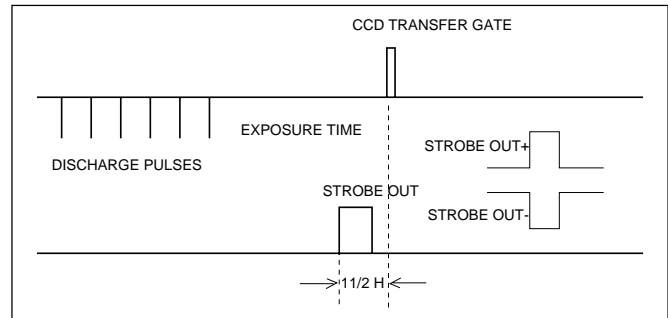 CCD TRANSFER GATE
EXPOSURE TIME
DISCHARGE PULSES
STROBE OUT+
STROBE OUT
STROBE OUT-
11/2 H